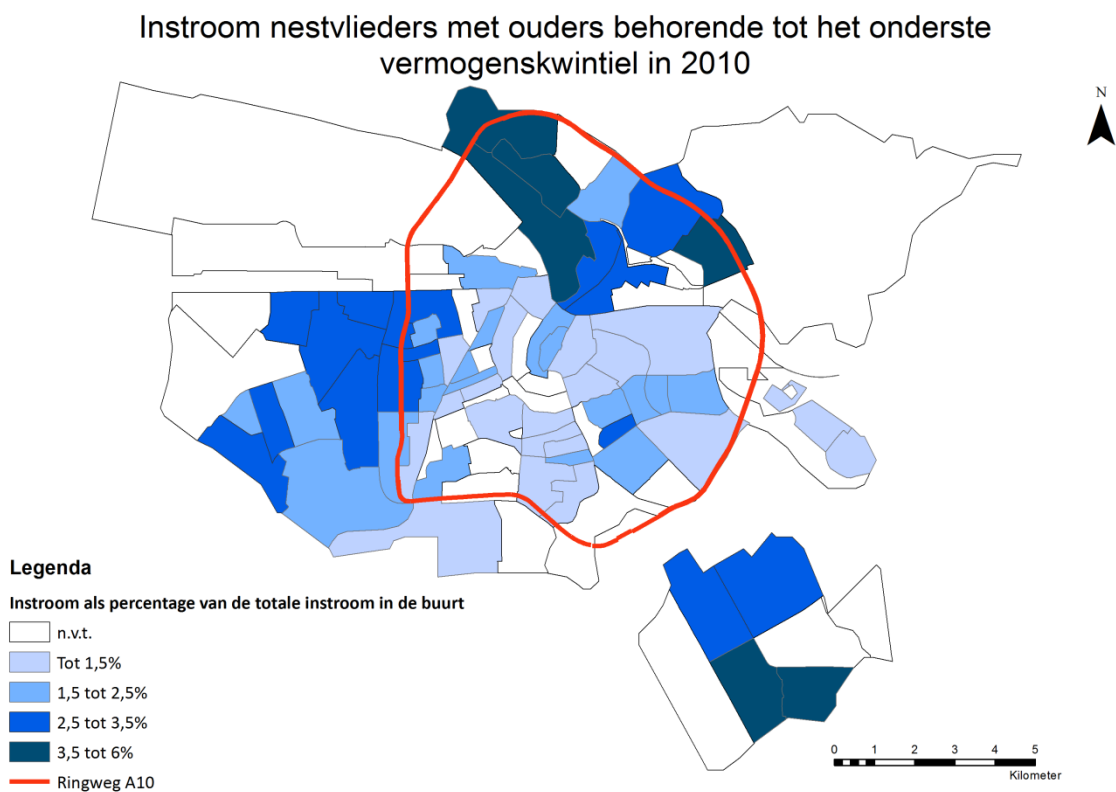 Instroom nestvlieders met ouders behorende tot het onderste
vermogenskwintiel in 2010
N
Legenda
Instroom als percentage van de totale instroom in de buurt
n.v.t.
Tot 1,5%
1,5 tot 2,5%
2,5 tot 3,5%
3,5 tot 6%
Ringweg A10
0 1 2 3 4 5
Kilometer